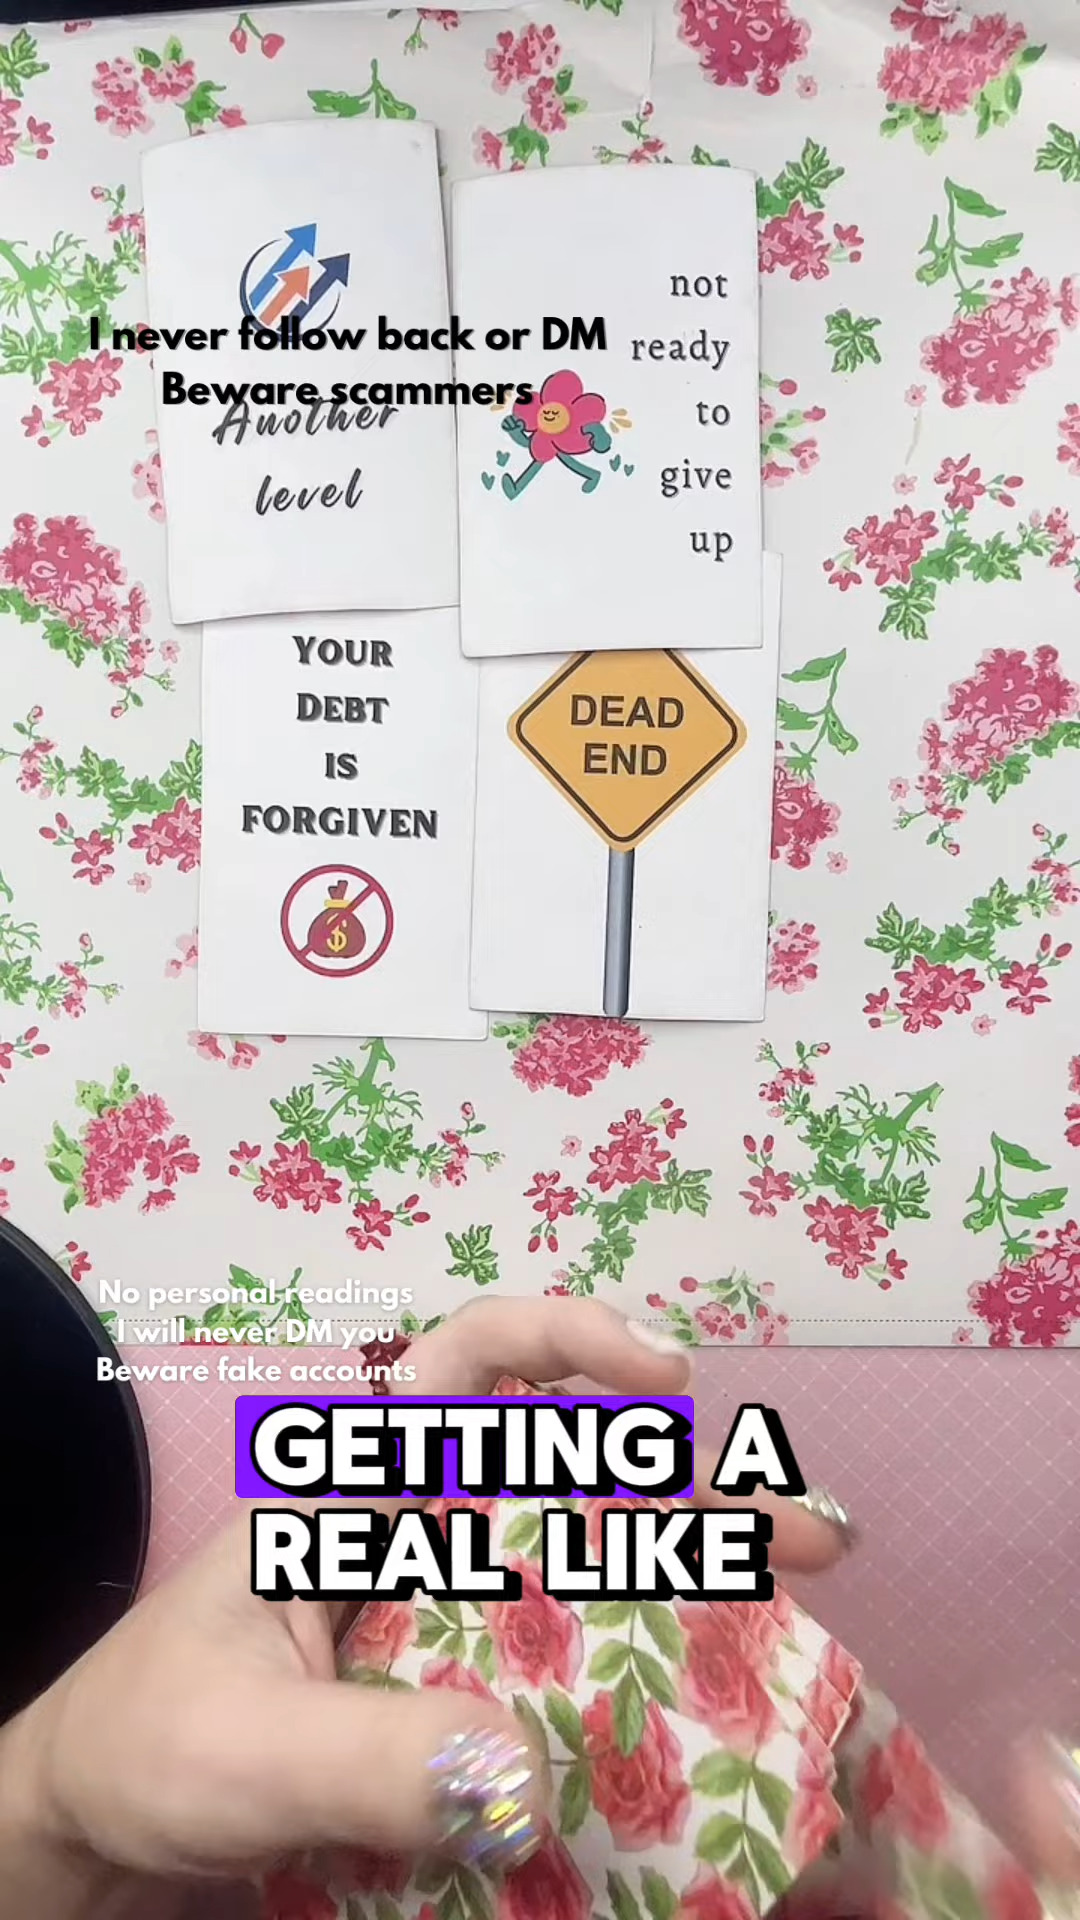 I never follow back or DM
Beware scammers
Another
level
not
ready
to
give
up
YOUR
DEBT
IS
FORGIVEN
$
DEAD
END
No personal readings
I will never DM you
Beware fake accounts
GETTING A
REAL LIKE